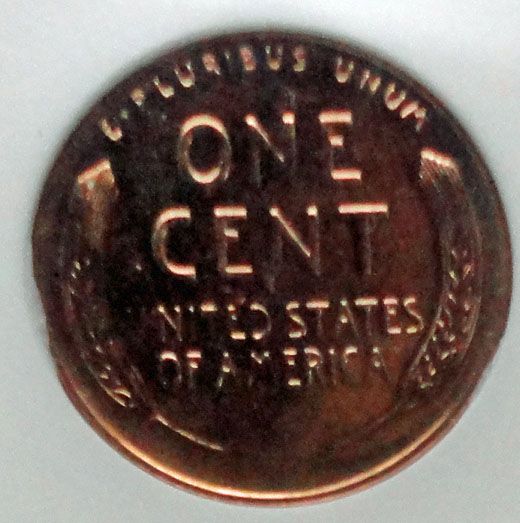 E·PLURIBUS UNUM
ONE
CENT
UNITED STATES
OF AMERICA